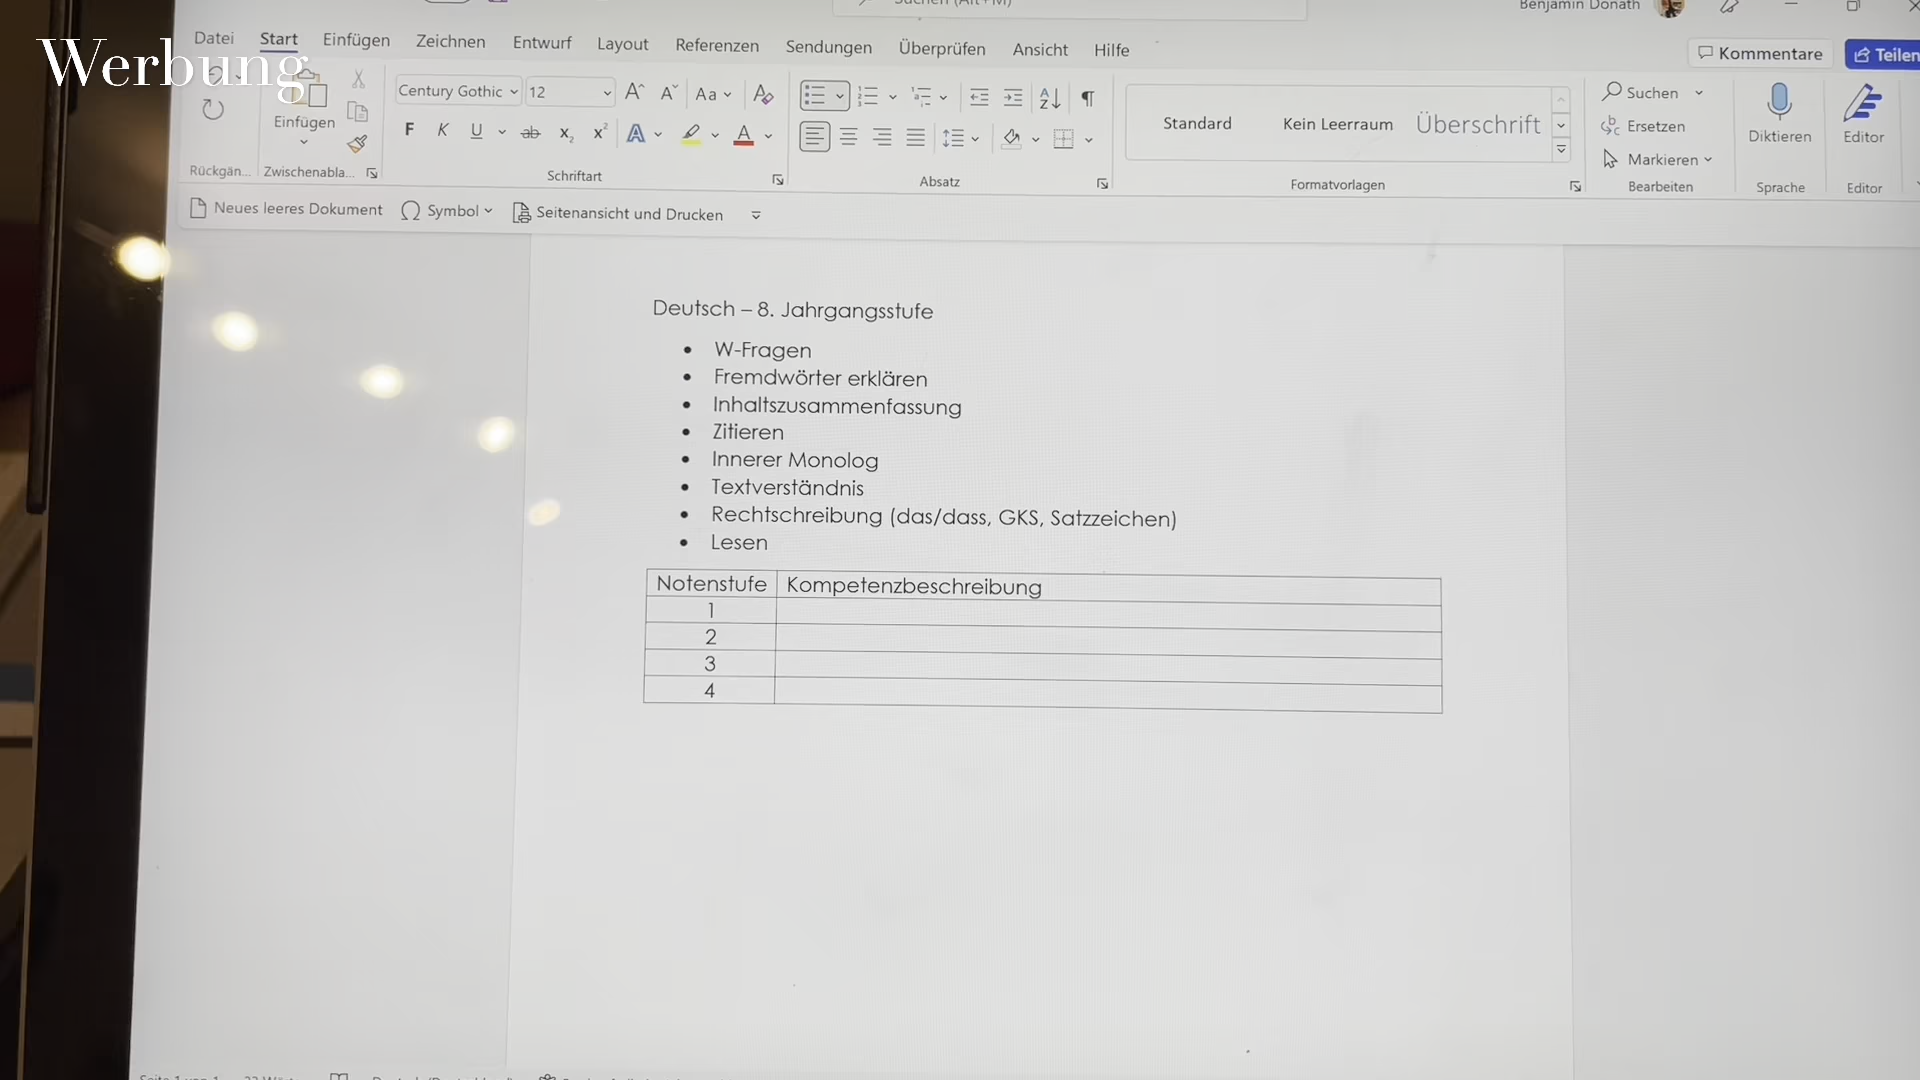 Benjamin Donath
Werbung
Datei Start Einfügen Zeichnen Entwurf Layout Referenzen Sendungen Überprüfen Ansicht Hilfe
Kommentare Teilen
Einfügen
Century Gothic 12
Aa
F K U ab x₂ x²
Standard Kein Leerraum Überschrift
Suchen
Ersetzen
Markieren
Diktieren
Editor
Rückgän... Zwischenabla... Schriftart Absatz Formatvorlagen Bearbeiten Sprache Editor
Neues leeres Dokument Symbol Seitenansicht und Drucken
Deutsch – 8. Jahrgangsstufe
• W-Fragen
• Fremdwörter erklären
• Inhaltszusammenfassung
• Zitieren
• Innerer Monolog
• Textverständnis
• Rechtschreibung (das/dass, GKS, Satzzeichen)
• Lesen
Notenstufe Kompetenzbeschreibung
1
2
3
4